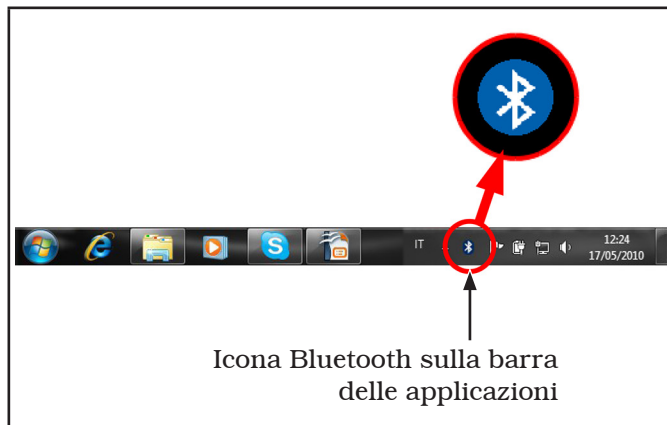 IT
12:24
17/05/2010
Icona Bluetooth sulla barra
delle applicazioni